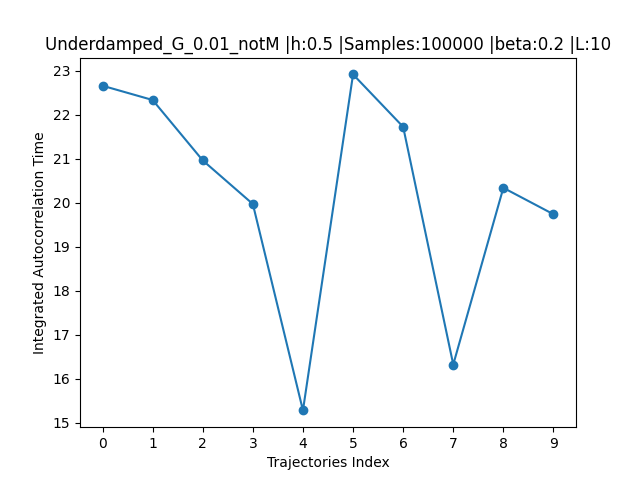 Underdamped_G_0.01_notM |h:0.5 |Samples:100000 |beta:0.2 |L:10
23
22
21
20
19
18
17
16
15
Integrated Autocorrelation Time
0 1 2 3 4 5 6 7 8 9
Trajectories Index